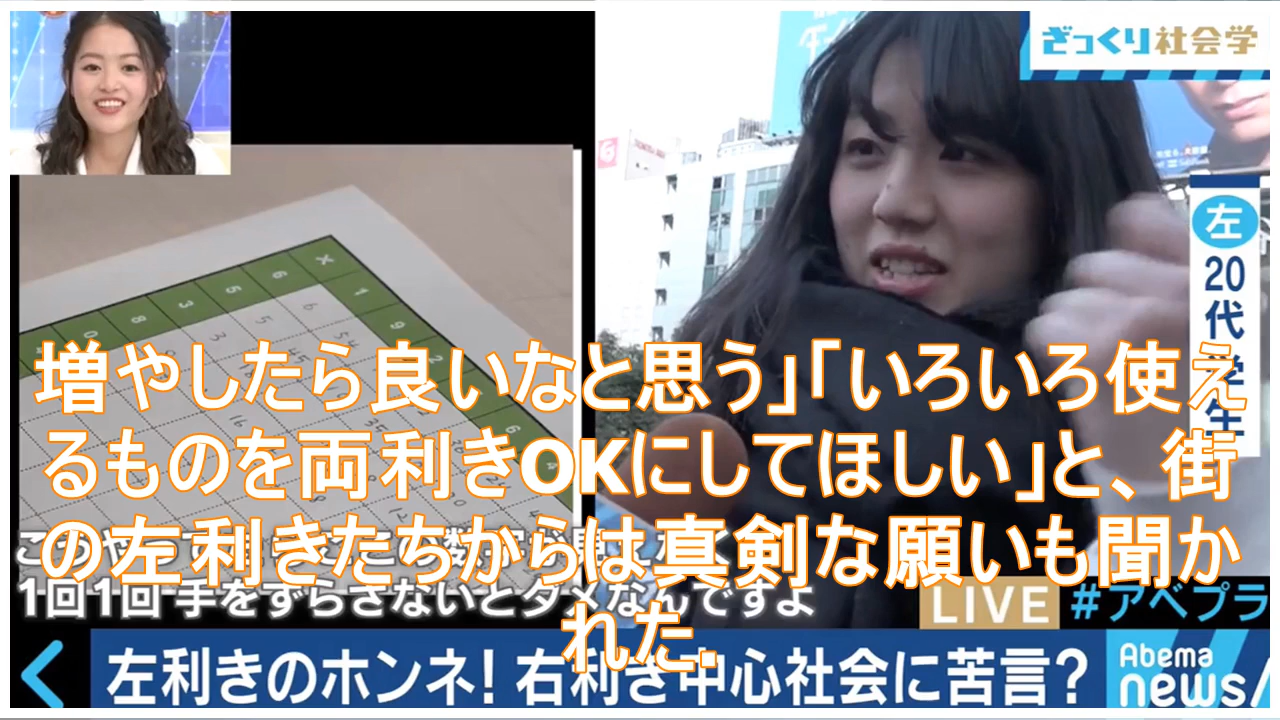 ざっくり社会学
左
20代学生
増やしたら良いなと思う」「いろいろ使え
るものを両利きOKにしてほしい」と、街
の左利きたちからは真剣な願いも聞か
れた.
1回1回 手をずらさないとダメなんですよ
LIVE #アベプラ
左利きのホンネ! 右利き中心社会に苦言?
Abema
news/